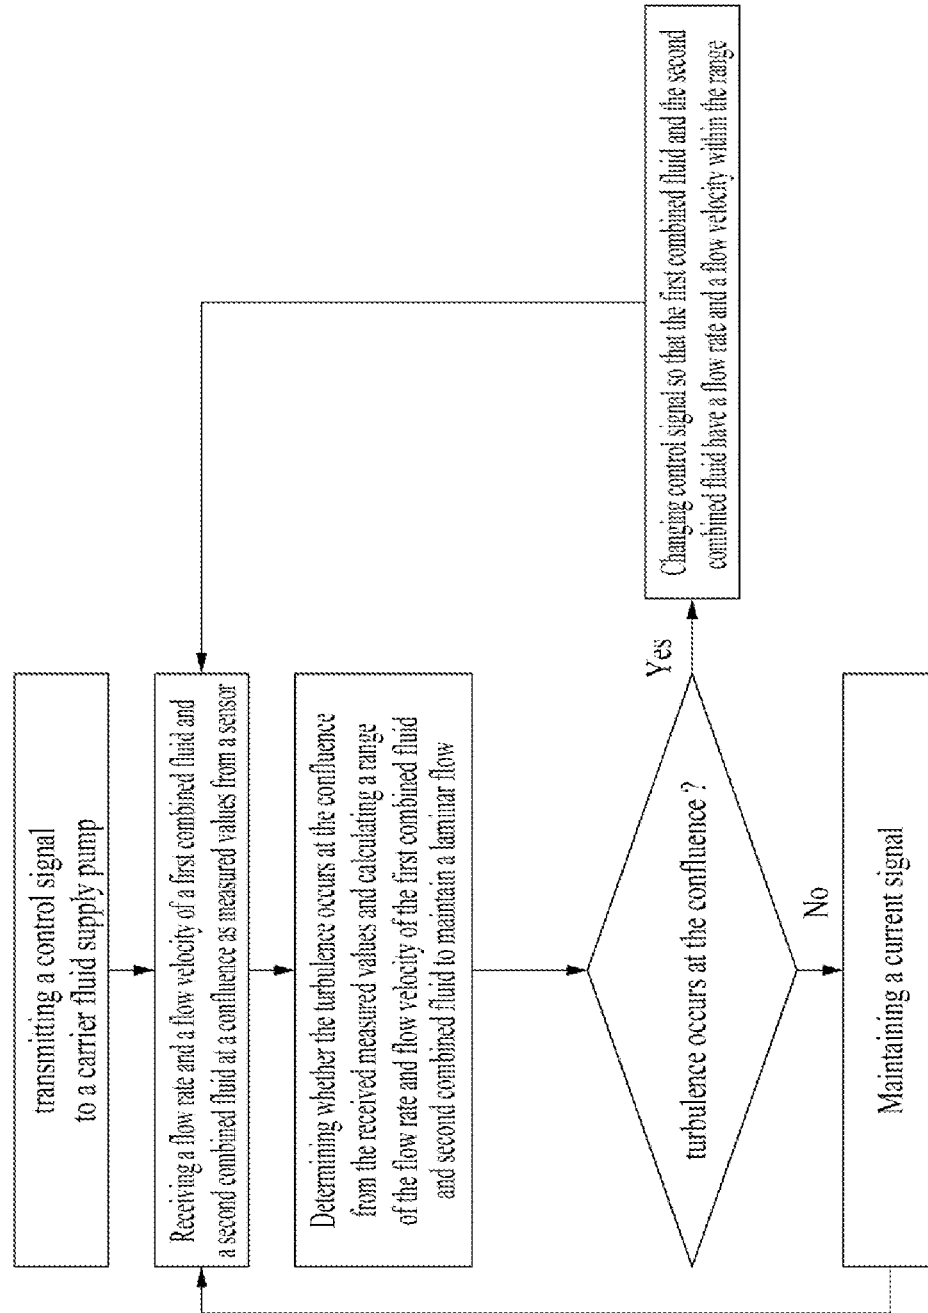 transmitting a control signal
to a carrier fluid supply pump
Receiving a flow rate and a flow velocity of a first combined fluid and
a second combined fluid at a confluence as measured values from a sensor
Determining whether the turbulence occurs at the confluence
from the received measured values and calculating a range
of the flow rate and flow velocity of the first combined fluid
and second combined fluid to maintain a laminar flow
turbulence occurs at the confluence ?
Yes
Changing control signal so that the first combined fluid and the second
combined fluid have a flow rate and a flow velocity within the range
No
Maintaining a current signal